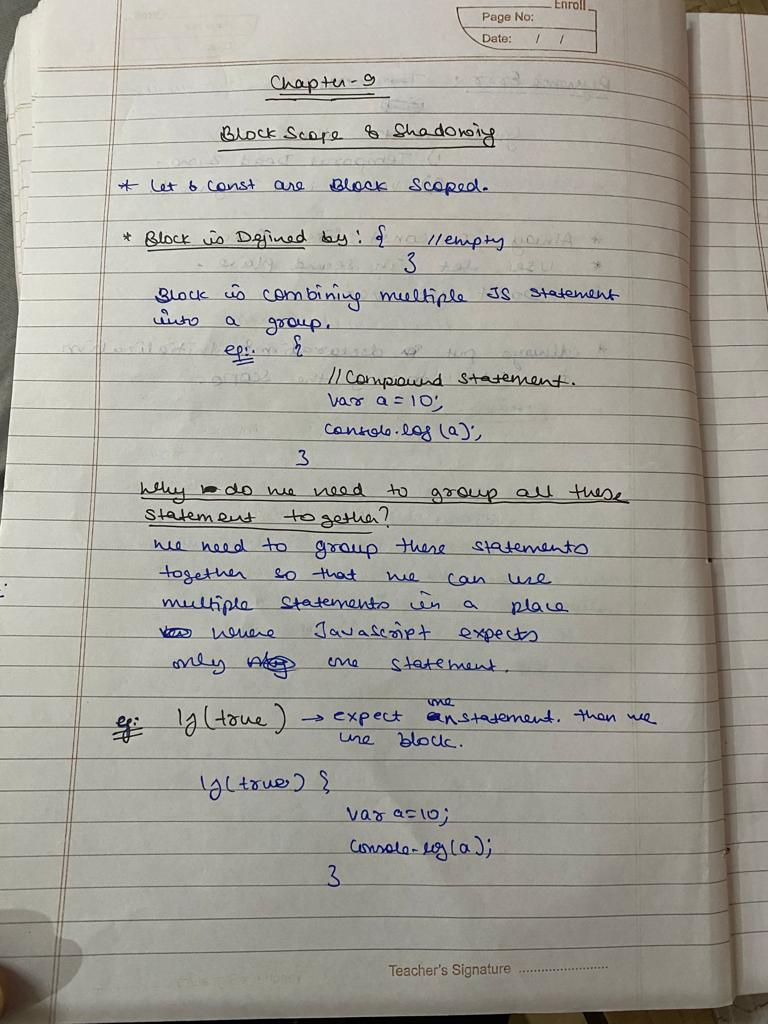 Enroll
Page No:
Date: / /
Chapter-9
Block Scope & Shadowing
* Let & Const are Block Scoped.
* Block is Defined by: { //empty
}
Block is combining multiple JS statement
into a group.
eg:. {
//Compound statement.
var a = 10;
console.log (a);
}
Why do we need to group all these
statement together?
we need to group these statements
together so that we can use
multiple statements in a place
where JavaScript expects
only one statement.
eg: If (true) → expect one statement. then we
use block.
If (true) {
var a=10;
console.log(a);
}
Teacher's Signature ........................